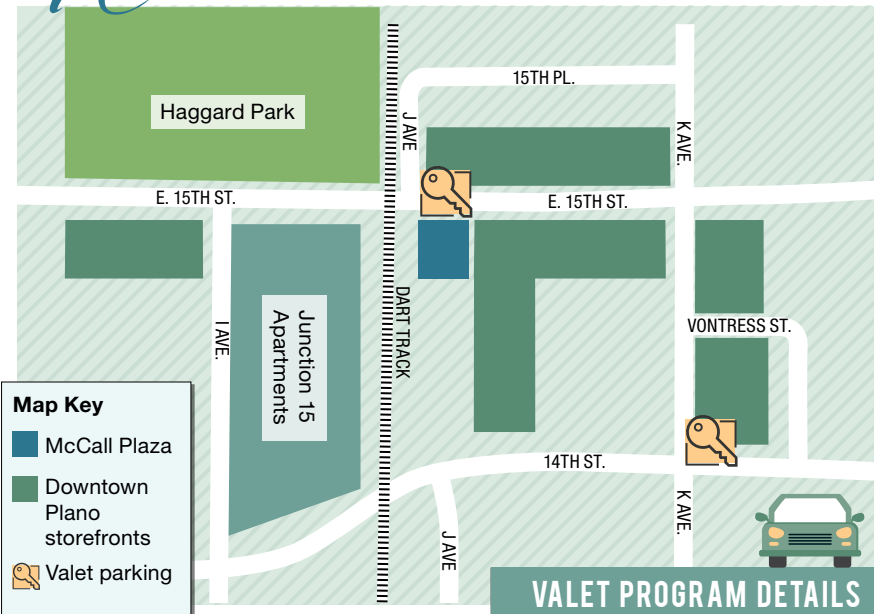 15TH PL.
Haggard Park
J AVE
K AVE.
E. 15TH ST.
E. 15TH ST.
I AVE.
Junction 15
Apartments
DART TRACK
VONTRESS ST.
Map Key
McCall Plaza
Downtown
Plano
storefronts
Valet parking
14TH ST.
J AVE
K AVE.
VALET PROGRAM DETAILS